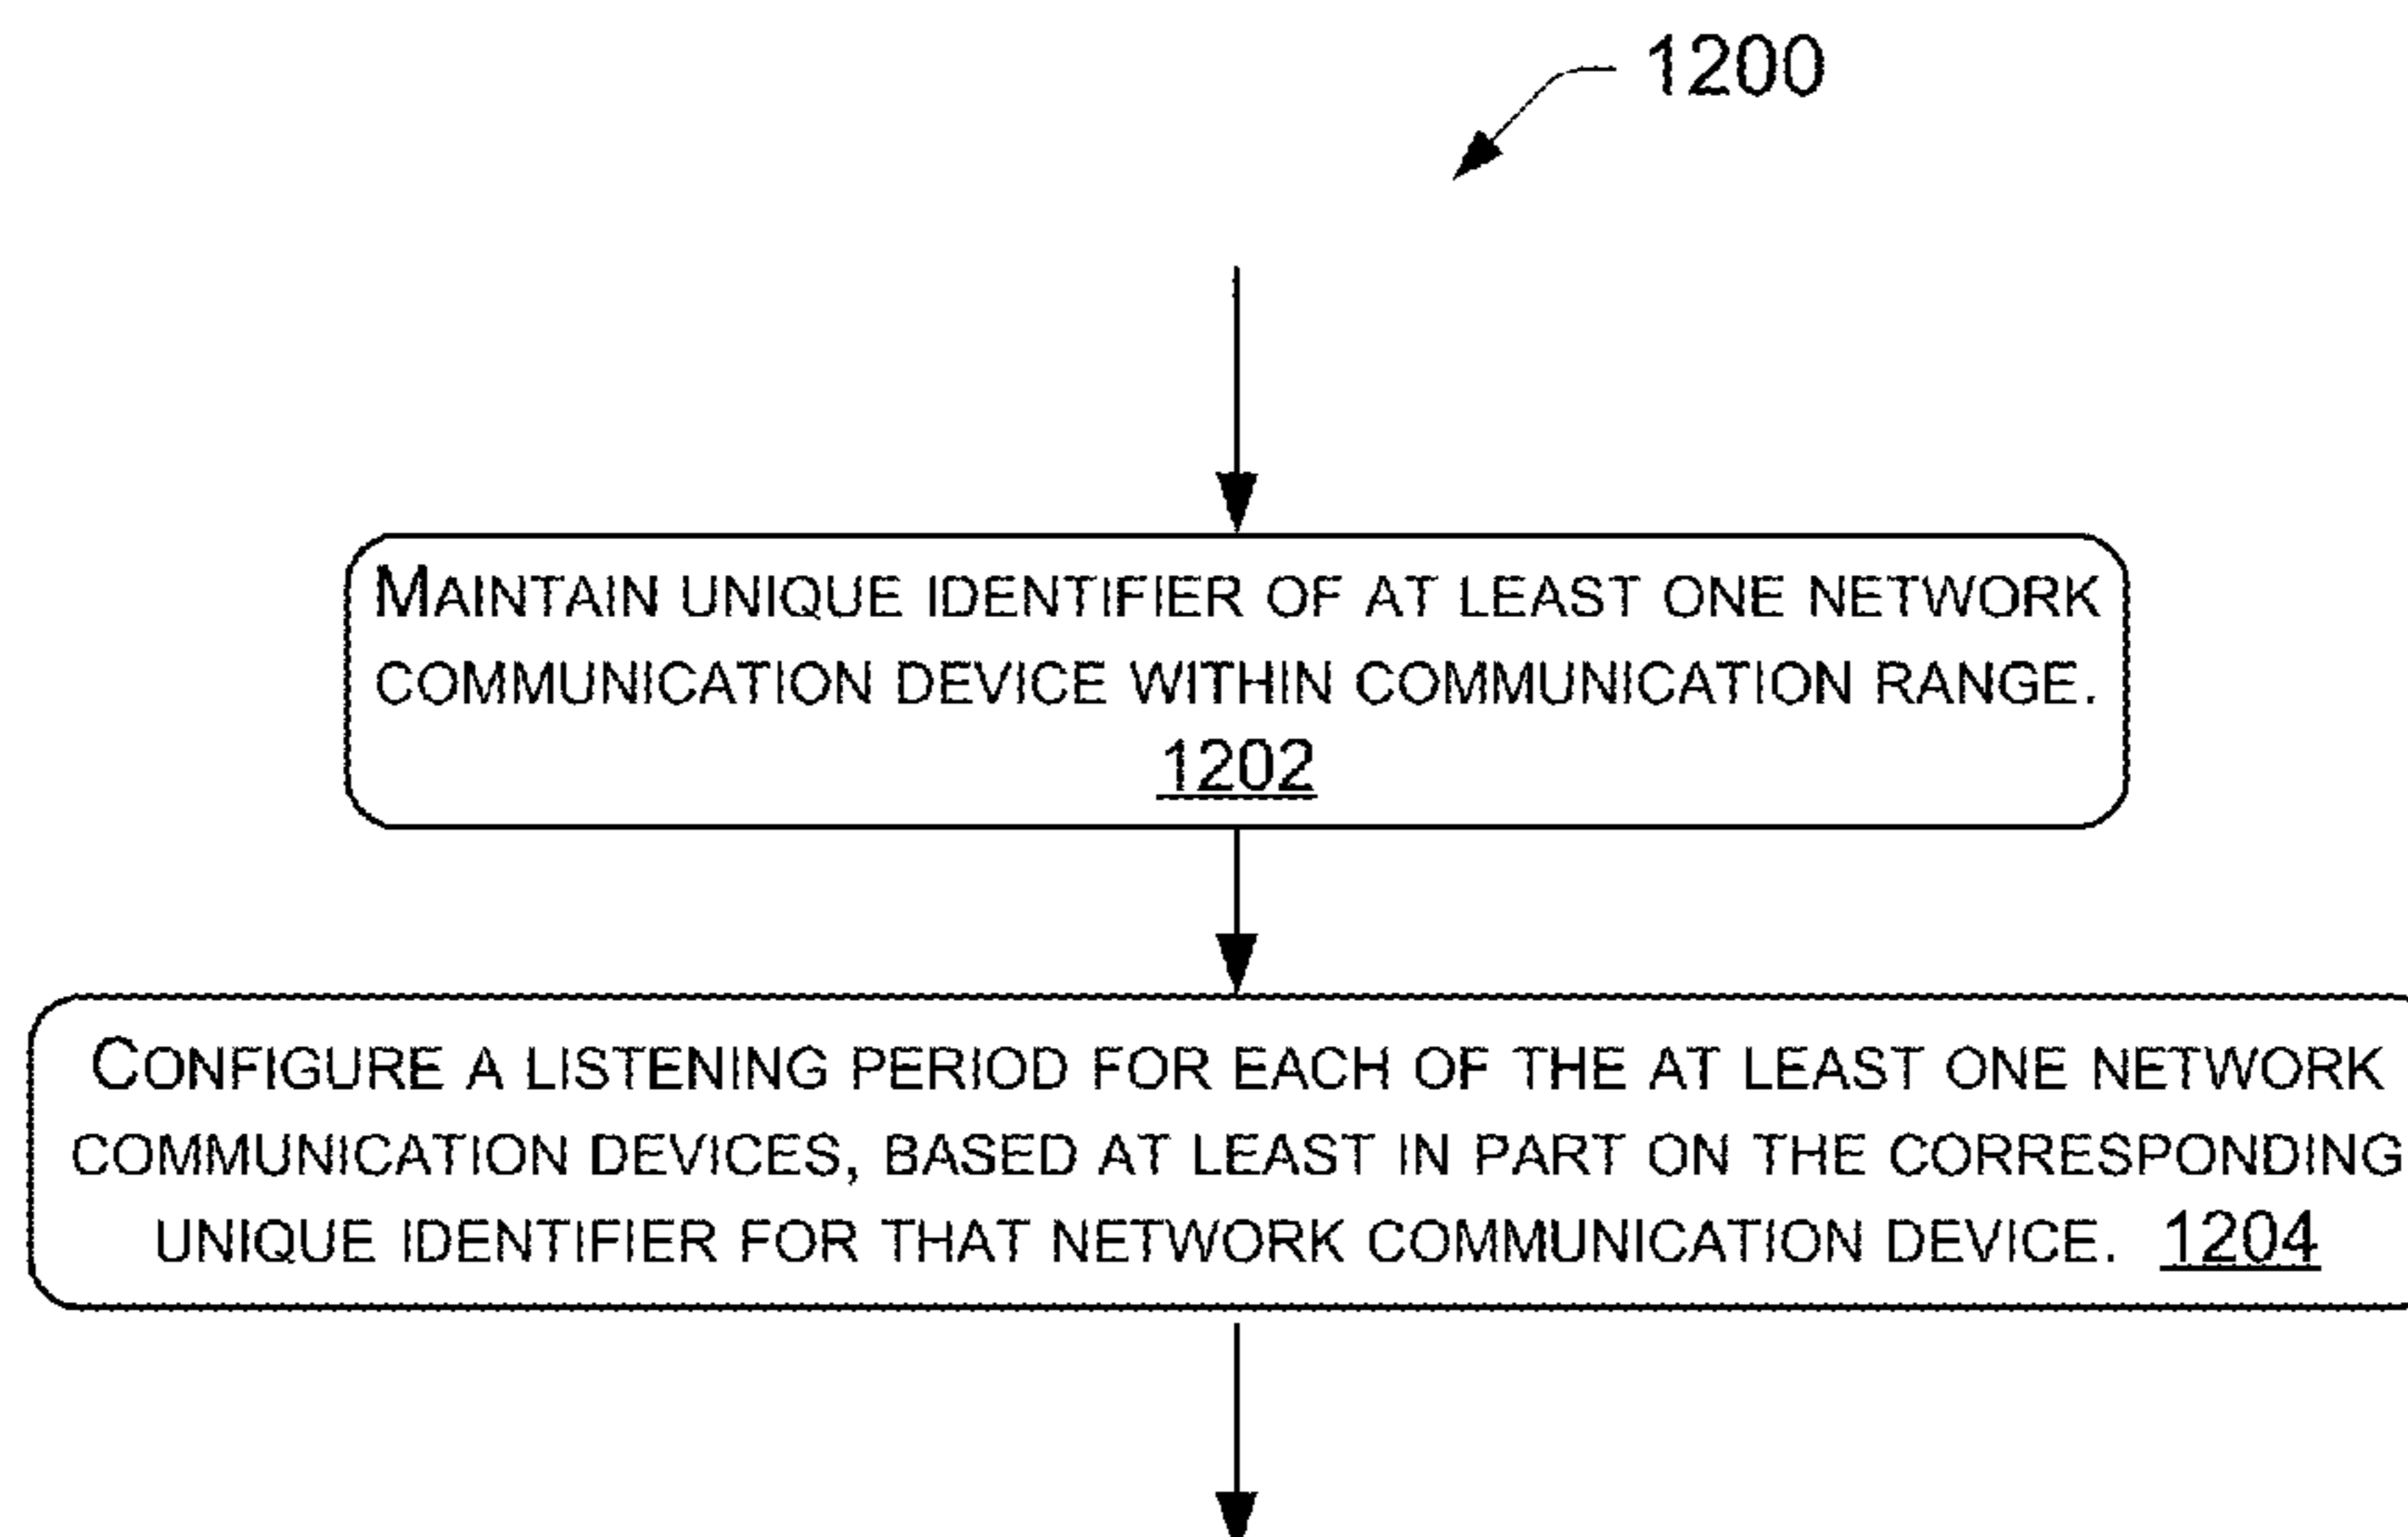 1200
MAINTAIN UNIQUE IDENTIFIER OF AT LEAST ONE NETWORK
COMMUNICATION DEVICE WITHIN COMMUNICATION RANGE.
1202
CONFIGURE A LISTENING PERIOD FOR EACH OF THE AT LEAST ONE NETWORK
COMMUNICATION DEVICES, BASED AT LEAST IN PART ON THE CORRESPONDING
UNIQUE IDENTIFIER FOR THAT NETWORK COMMUNICATION DEVICE. 1204